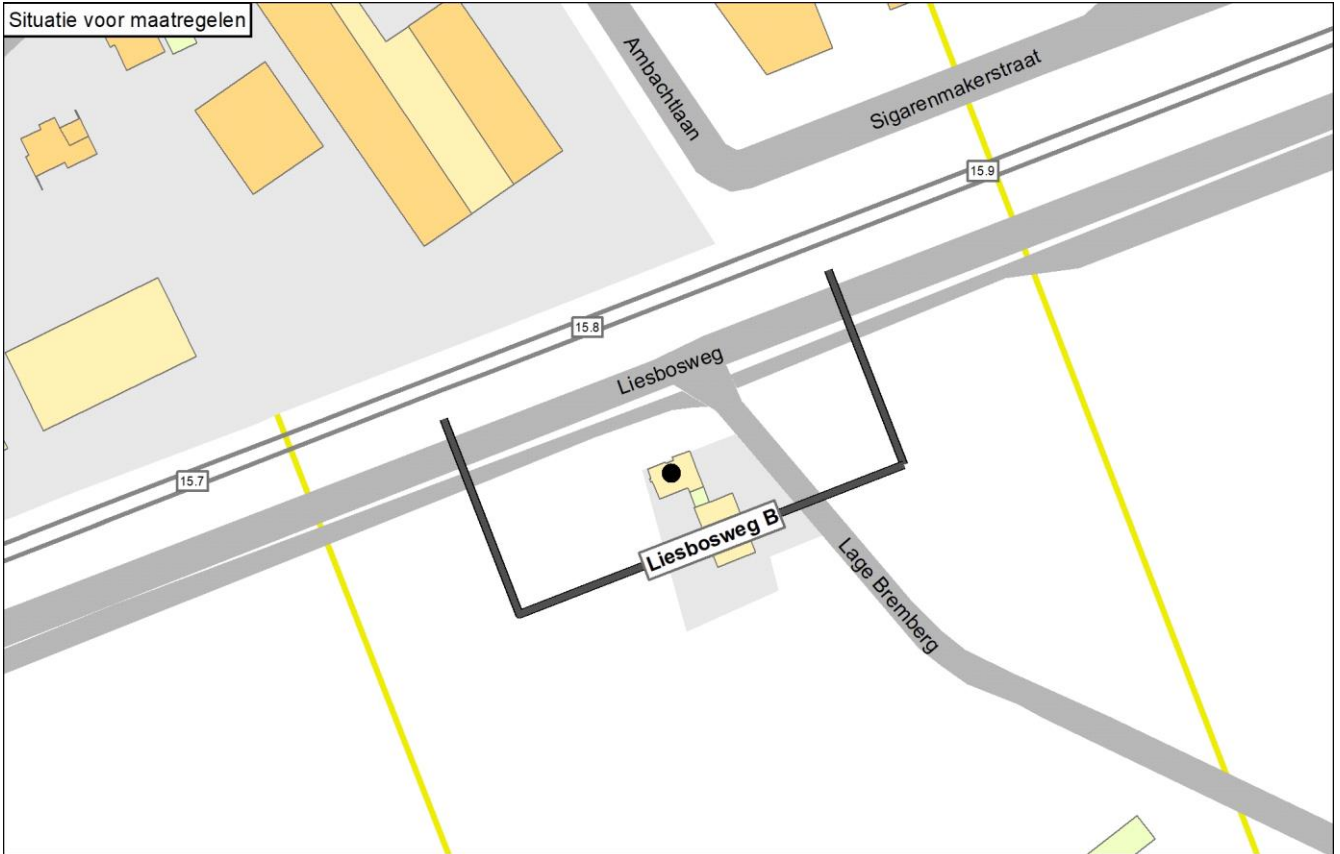 Situatie voor maatregelen
Ambachtlaan
Sigarenmakerstraat
15.9
15.8
Liesbosweg
15.7
Liesbosweg B
Lage Bremberg